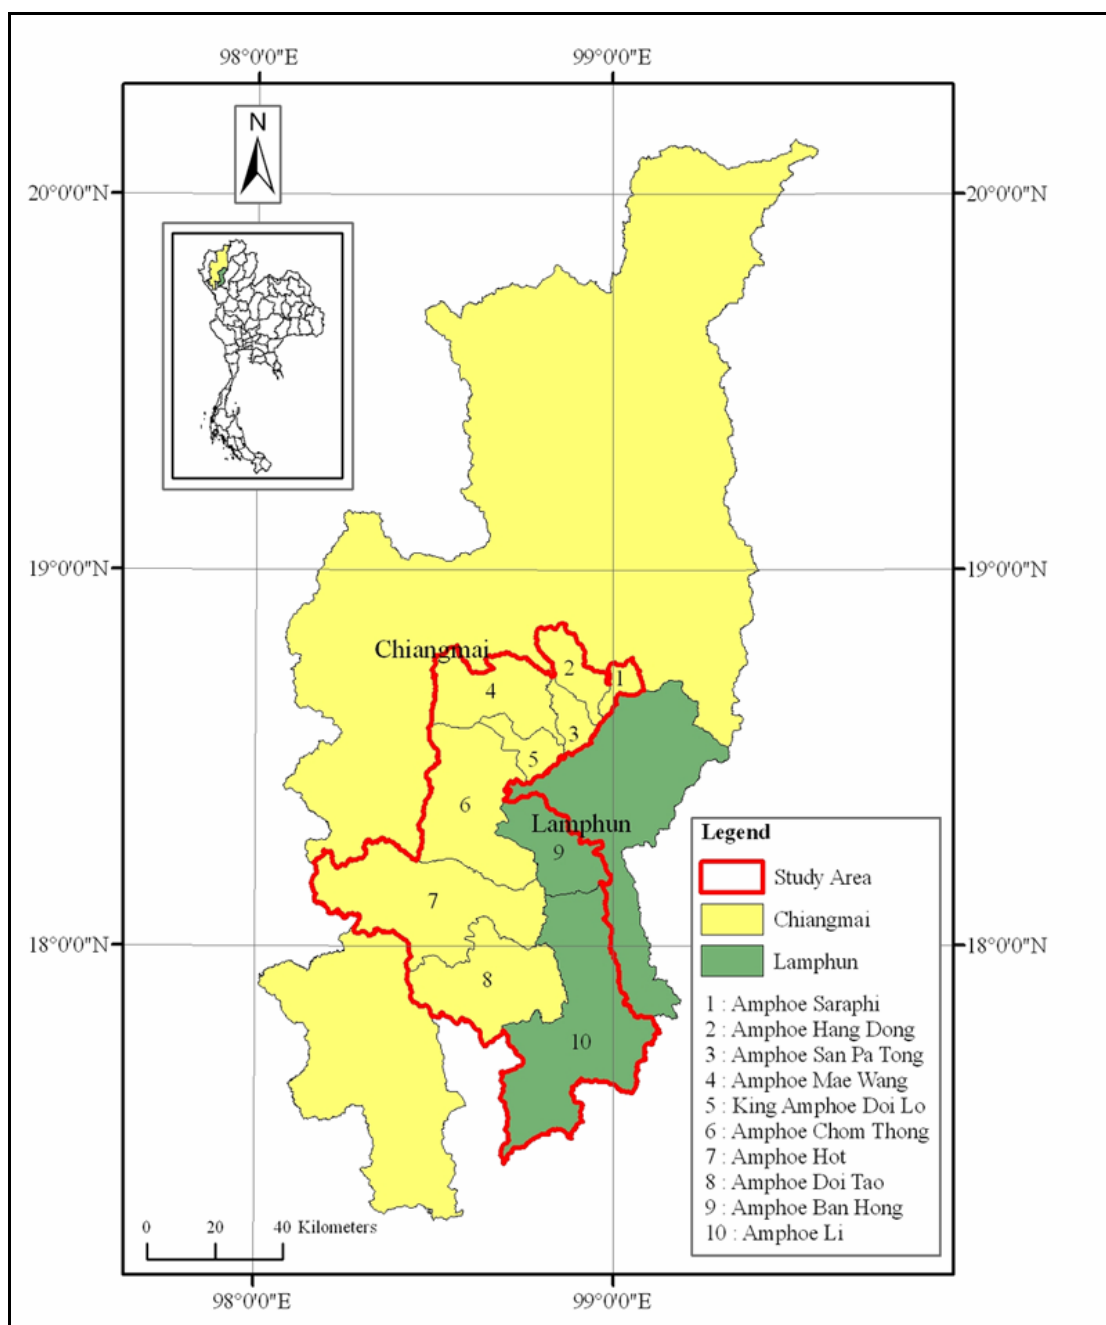 98°0'0"E 99°0'0"E
N
20°0'0"N 20°0'0"N
19°0'0"N 19°0'0"N
Chiangmai
1
2
3
4
5
6
Lamphun
9
7
8
10
18°0'0"N 18°0'0"N
Legend
Study Area
Chiangmai
Lamphun
1 : Amphoe Saraphi
2 : Amphoe Hang Dong
3 : Amphoe San Pa Tong
4 : Amphoe Mae Wang
5 : King Amphoe Doi Lo
6 : Amphoe Chom Thong
7 : Amphoe Hot
8 : Amphoe Doi Tao
9 : Amphoe Ban Hong
10 : Amphoe Li
0 20 40 Kilometers
98°0'0"E 99°0'0"E